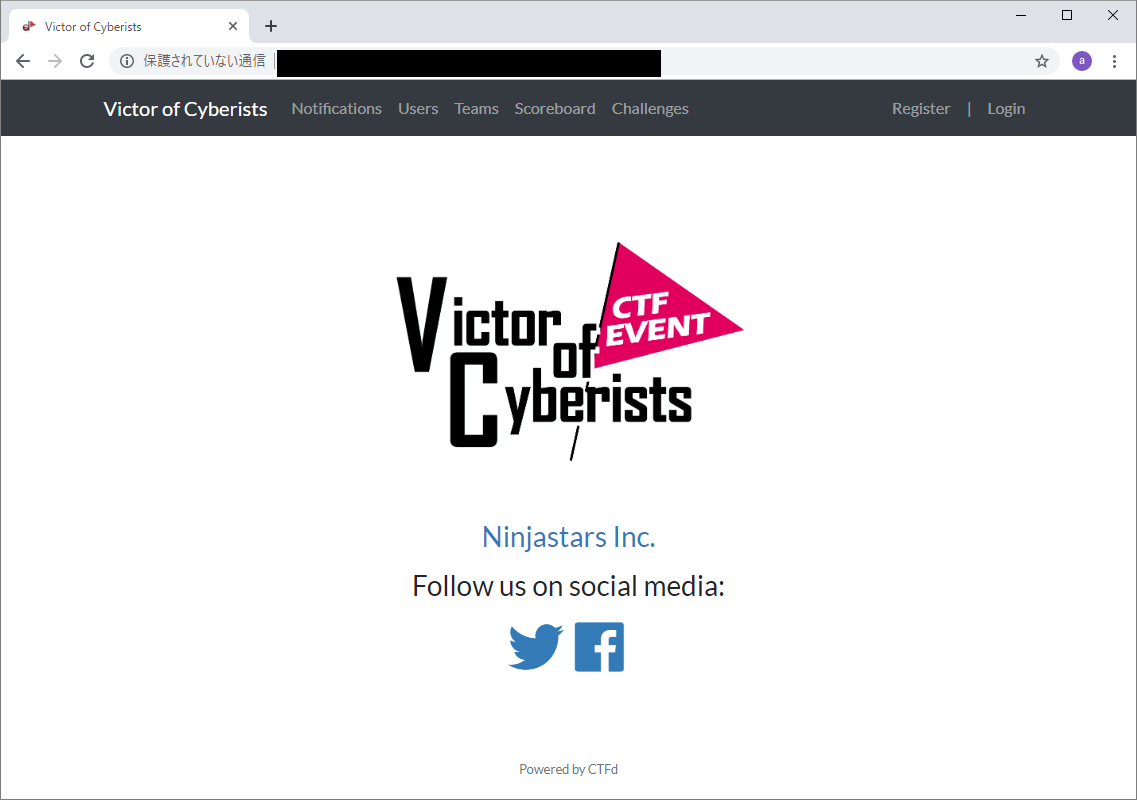 Victor of Cyberists
保護されていない通信
a
Victor of Cyberists Notifications Users Teams Scoreboard Challenges Register | Login
Victor of Cyberists
CTF
EVENT
Ninjastars Inc.
Follow us on social media:
Powered by CTFd